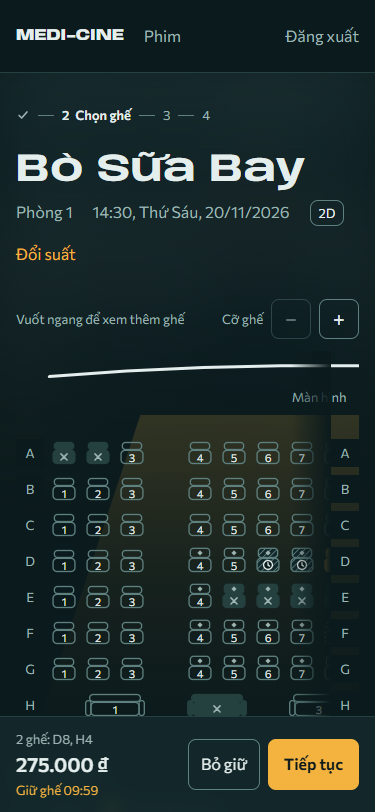 MEDI-CINE Phim Đăng xuất
2 Chọn ghế 3 4
Bò Sữa Bay
Phòng 1 14:30, Thứ Sáu, 20/11/2026 2D
Đổi suất
Vuốt ngang để xem thêm ghế Cỡ ghế − +
Màn hình
A 3 4 5 6 7 A
B 1 2 3 4 5 6 7 B
C 1 2 3 4 5 6 7 C
D 1 2 3 4 5 D
E 1 2 3 4 E
F 1 2 3 4 5 6 7 F
G 1 2 3 4 5 6 7 G
H 1 3 H
2 ghế: D8, H4
275.000 ₫ Bỏ giữ Tiếp tục
Giữ ghế 09:59